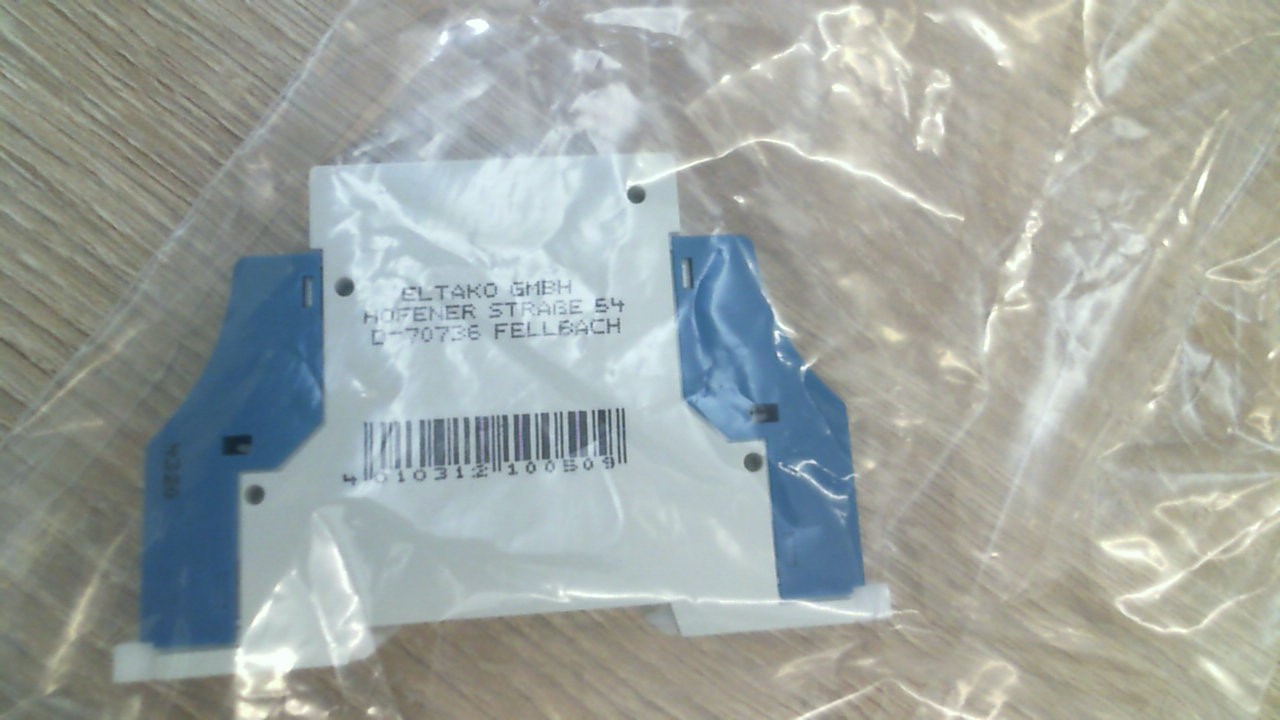 ELTAKO GMBH
HOFENER STRAßE 54
D-70736 FELLBACH
4 010312 100509